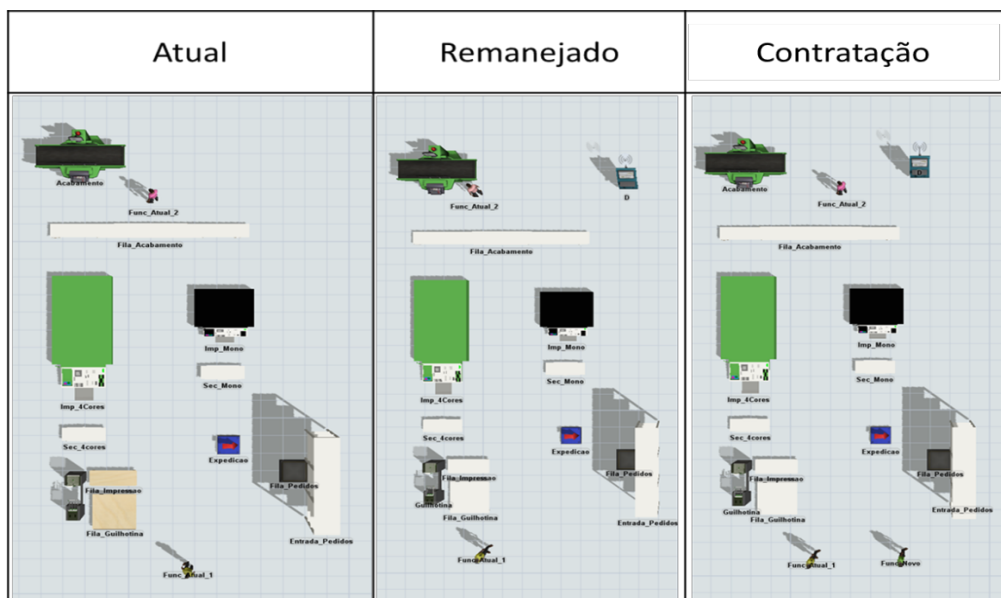 Atual
Remanejado
Contratação
Acabamento
Func_Atual_2
Fila_Acabamento
Imp_Mono
Sec_Mono
Imp_4Cores
Sec_4cores
Expedicao
Fila_Pedidos
Fila_Impressao
Fila_Guilhotina
Entrada_Pedidos
Func_Atual_1
Func_Atual_2
D
Fila_Acabamento
Imp_Mono
Sec_Mono
Imp_4Cores
Sec_4cores
Expedicao
Fila_Pedidos
Fila_Impressao
Guilhotina
Fila_Guilhotina
Entrada_Pedidos
Func_Atual_1
Acabamento
D
Func_Atual_2
Fila_Acabamento
Imp_Mono
Sec_Mono
Imp_4Cores
Sec_4cores
Expedicao
Fila_Pedidos
Fila_Impressao
Guilhotina
Fila_Guilhotina
Entrada_Pedidos
Func_Atual_1
Func_Novo